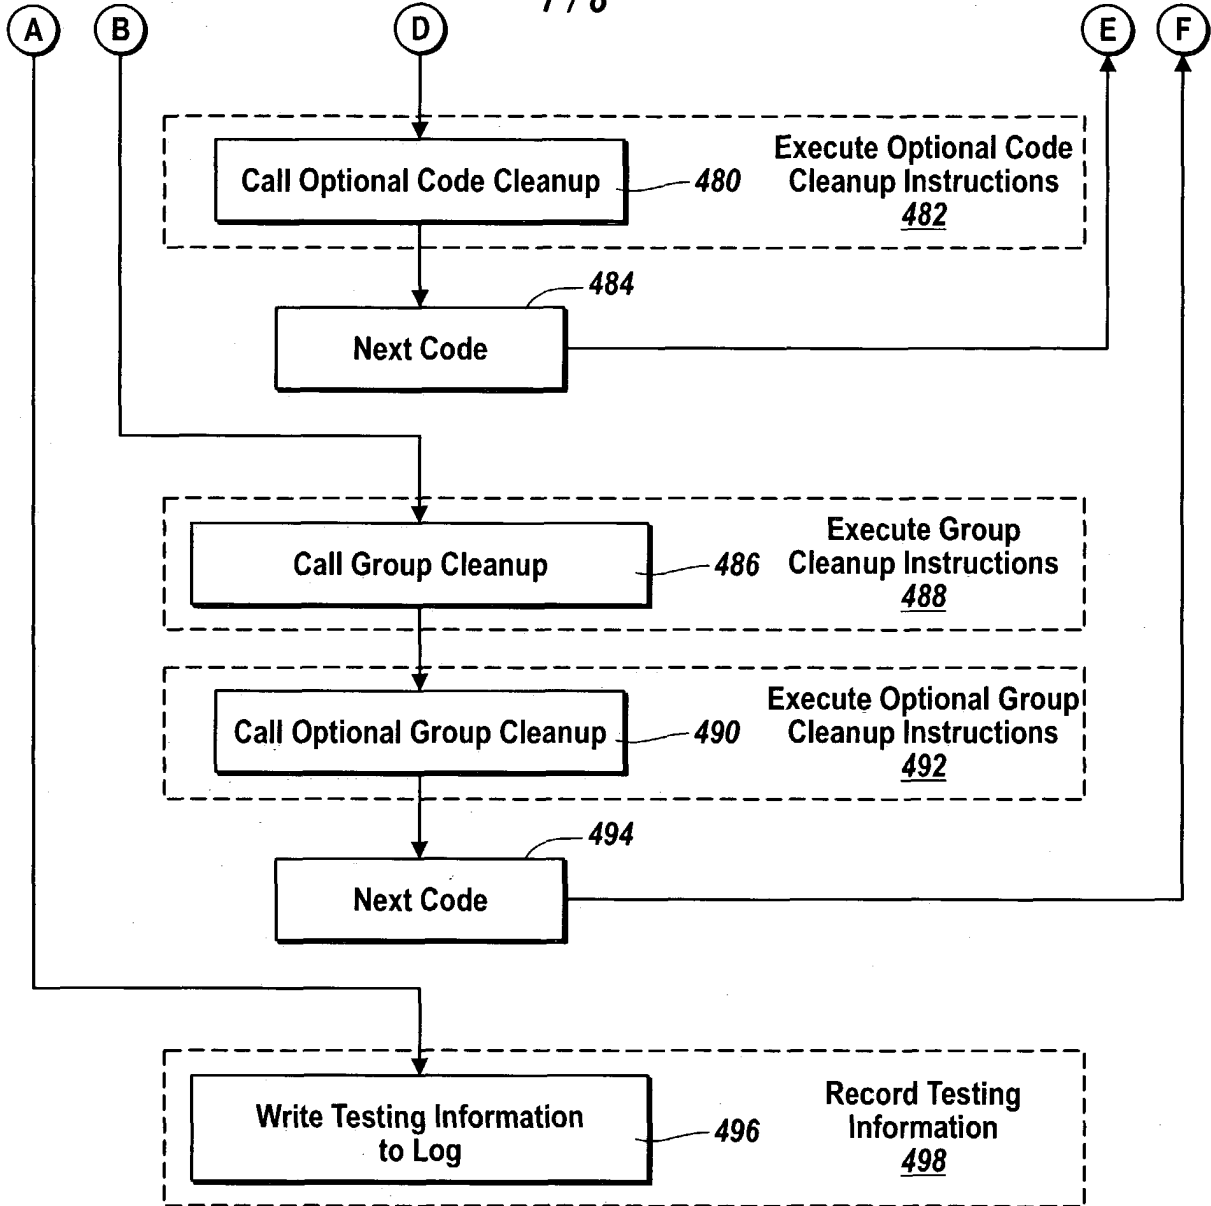 A
B
D
E
F
Call Optional Code Cleanup
480
Execute Optional Code
Cleanup Instructions
482
484
Next Code
Call Group Cleanup
486
Execute Group
Cleanup Instructions
488
Call Optional Group Cleanup
490
Execute Optional Group
Cleanup Instructions
492
494
Next Code
Write Testing Information
to Log
496
Record Testing
Information
498